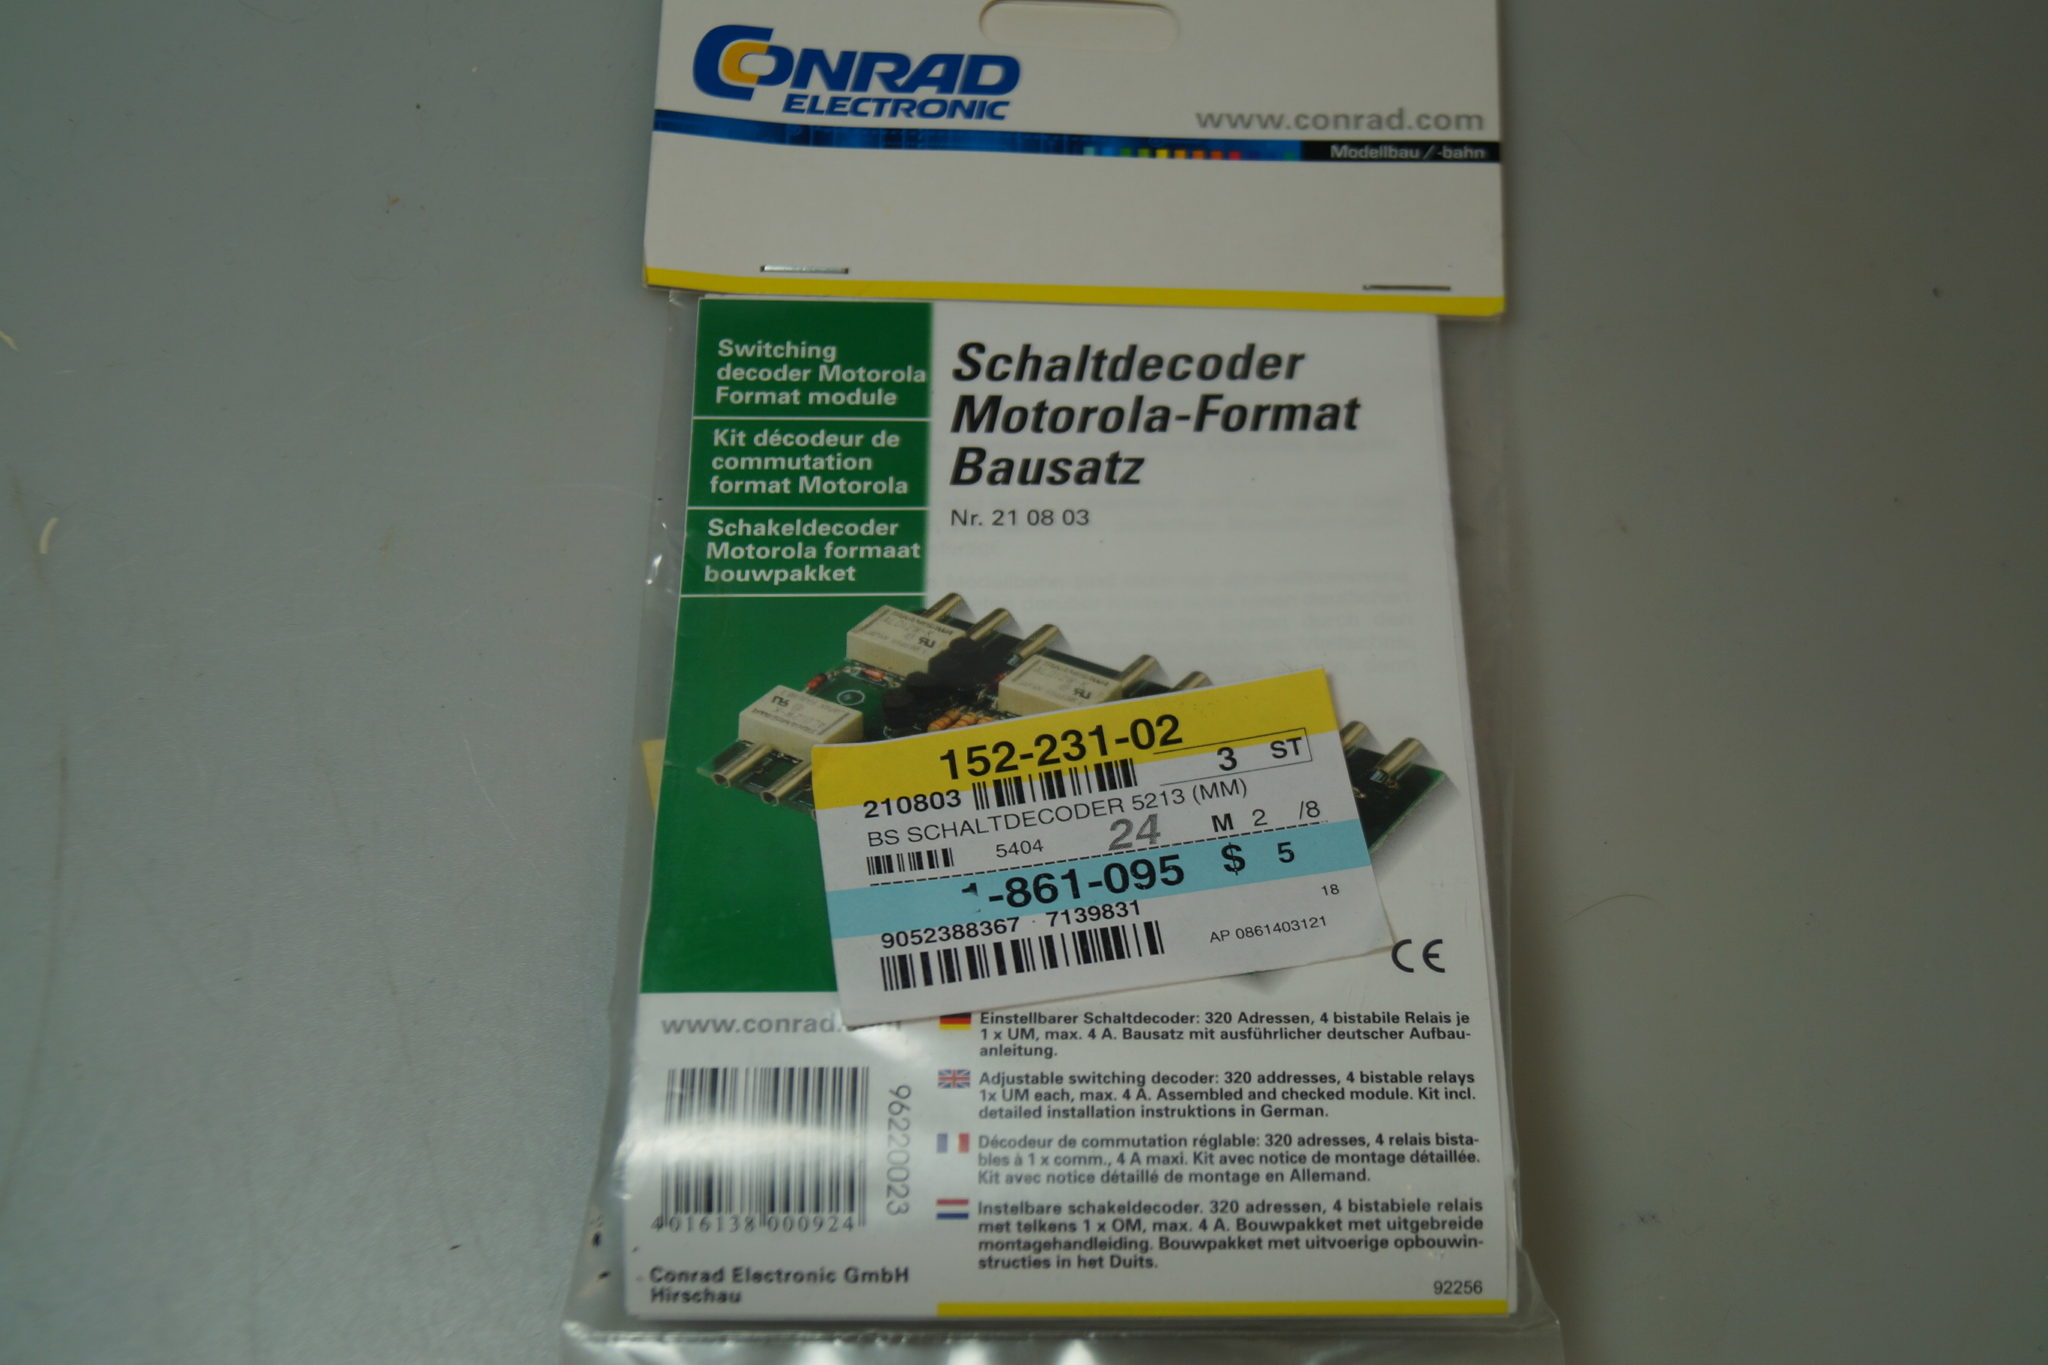 CONRAD
ELECTRONIC
www.conrad.com
Modellbau / -bahn
Switching
decoder Motorola
Format module
Kit décodeur de
commutation
format Motorola
Schakeldecoder
Motorola formaat
bouwpakket
Schaltdecoder
Motorola-Format
Bausatz
Nr. 21 08 03
152-231-02
3 ST
210803
BS SCHALTDECODER 5213 (MM)
5404 24 M 2 /8
-861-095 $ 5
9052388367 7139831
18
AP 0861403121
CE
www.conrad.
96220023
4016138000924
Conrad Electronic GmbH
Hirschau
Einstellbarer Schaltdecoder: 320 Adressen, 4 bistabile Relais je
1 x UM, max. 4 A. Bausatz mit ausführlicher deutscher Aufbau-
anleitung.
Adjustable switching decoder: 320 addresses, 4 bistable relays
1x UM each, max. 4 A. Assembled and checked module. Kit incl.
detailed installation instruktions in German.
Décodeur de commutation réglable: 320 adresses, 4 relais bista-
bles à 1 x comm., 4 A maxi. Kit avec notice de montage détaillée.
Kit avec notice détaillé de montage en Allemand.
Instelbare schakeldecoder. 320 adressen, 4 bistabiele relais
met telkens 1 x OM, max. 4 A. Bouwpakket met uitgebreide
montagehandleiding. Bouwpakket met uitvoerige opbouwin-
structies in het Duits.
92256